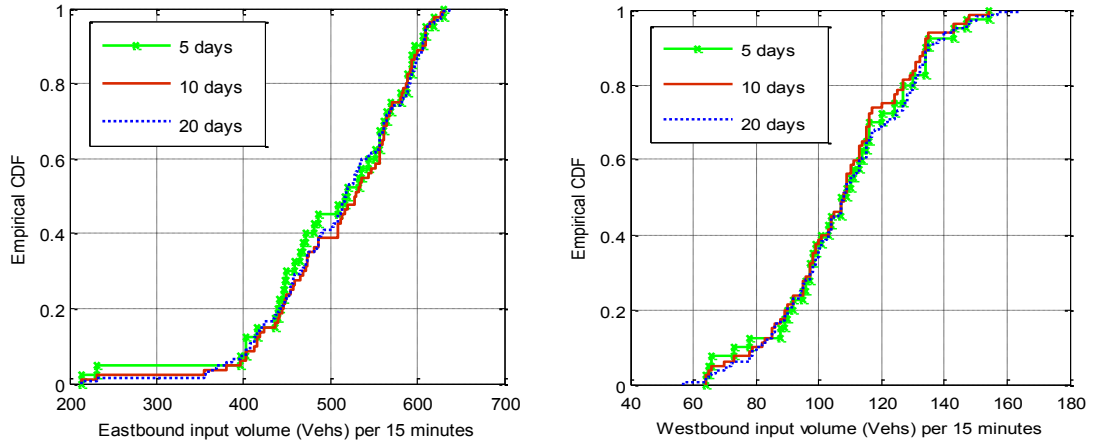 1
0.8
0.6
0.4
0.2
0
Empirical CDF
5 days
10 days
20 days
200
300
400
500
600
700
Eastbound input volume (Vehs) per 15 minutes
1
0.8
0.6
0.4
0.2
0
Empirical CDF
5 days
10 days
20 days
40
60
80
100
120
140
160
180
Westbound input volume (Vehs) per 15 minutes